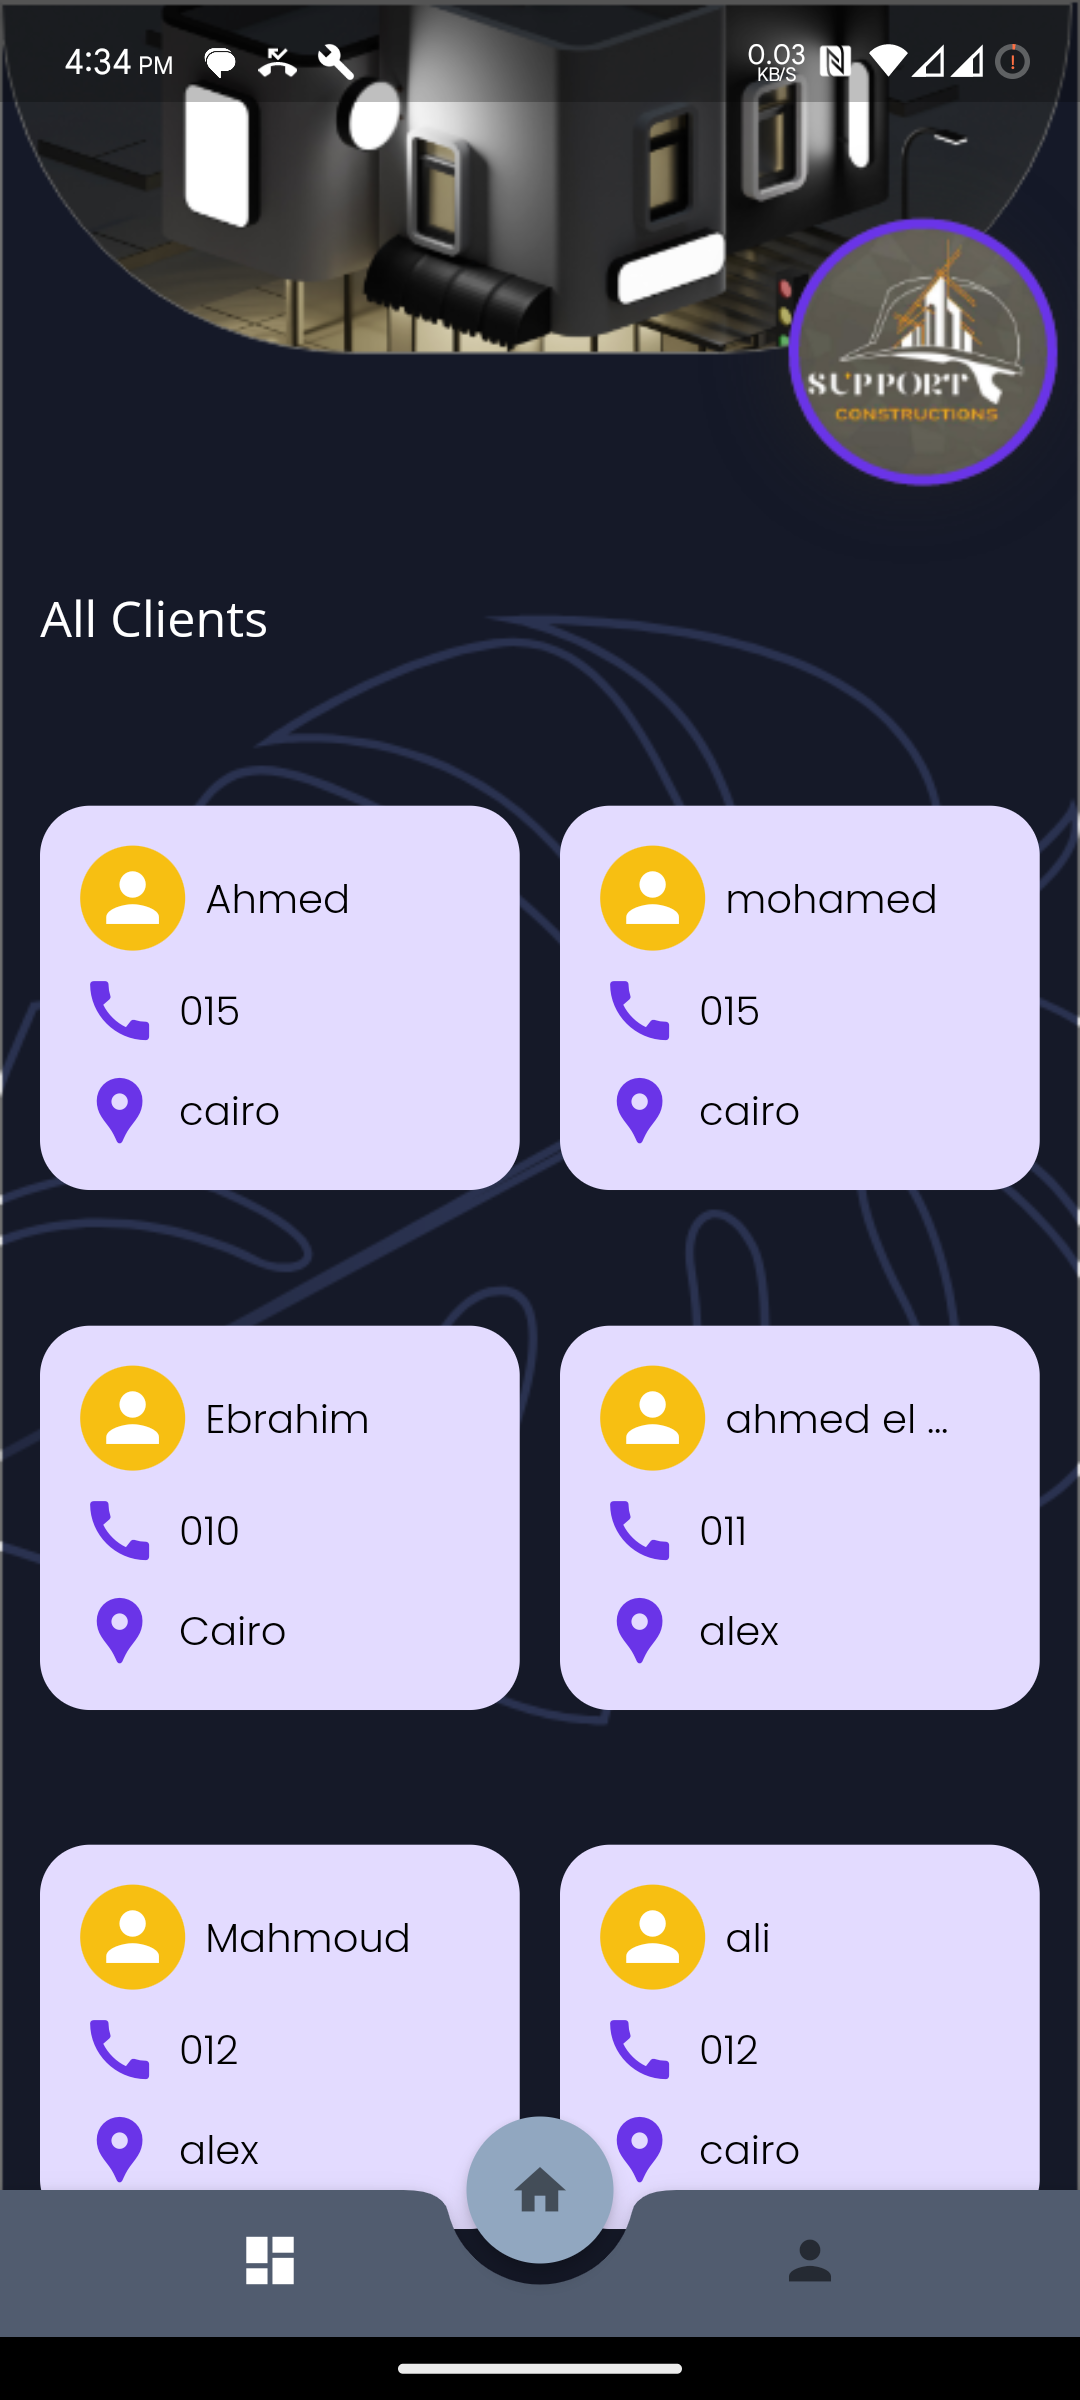 4:34 PM
0.03
KB/S
SUPPORT
CONSTRUCTIONS
All Clients
Ahmed
015
cairo
mohamed
015
cairo
Ebrahim
010
Cairo
ahmed el ...
011
alex
Mahmoud
012
alex
ali
012
cairo